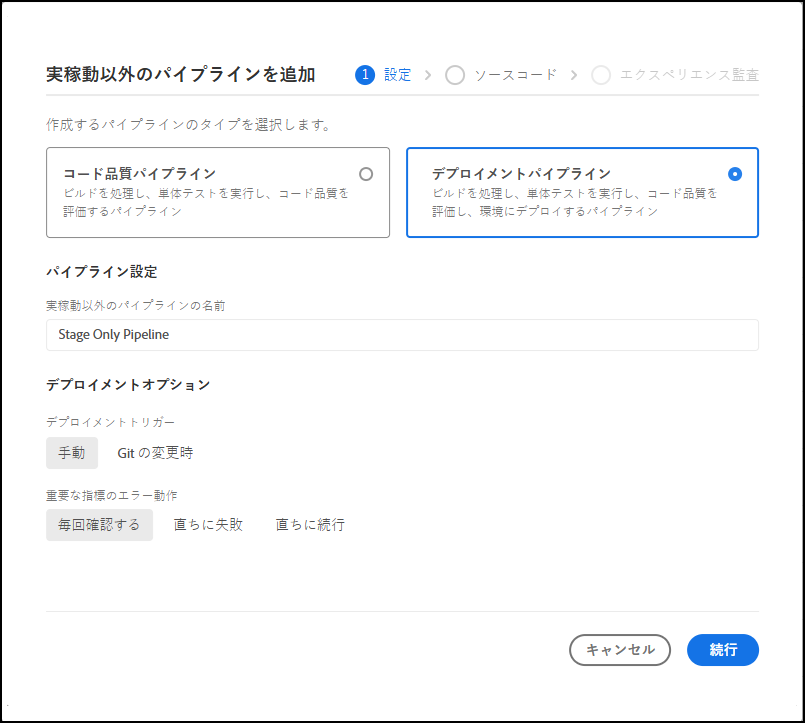 実稼動以外のパイプラインを追加
1 設定 ソースコード エクスペリエンス監査
作成するパイプラインのタイプを選択します。
コード品質パイプライン
ビルドを処理し、単体テストを実行し、コード品質を
評価するパイプライン
デプロイメントパイプライン
ビルドを処理し、単体テストを実行し、コード品質を
評価し、環境にデプロイするパイプライン
パイプライン設定
実稼動以外のパイプラインの名前
Stage Only Pipeline
デプロイメントオプション
デプロイメントトリガー
手動 Git の変更時
重要な指標のエラー動作
毎回確認する 直ちに失敗 直ちに続行
キャンセル 続行